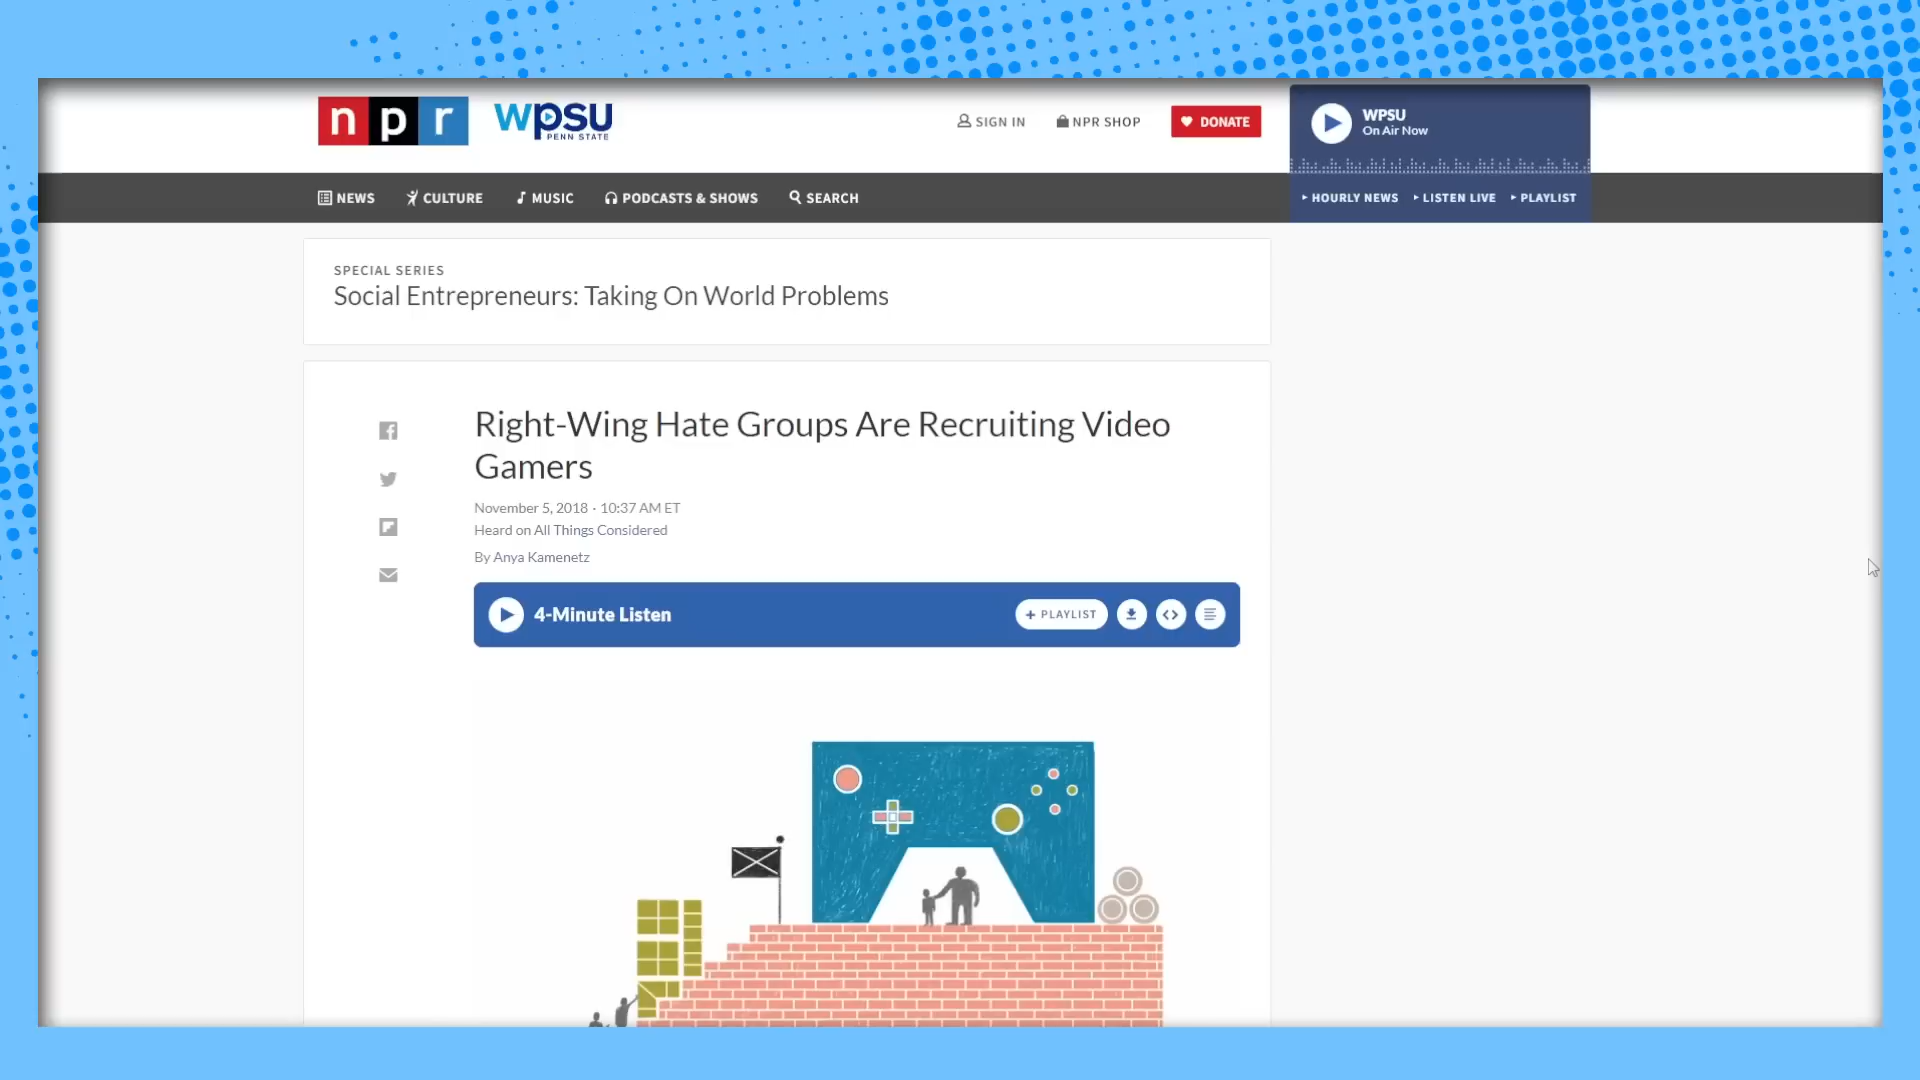 npr wpsu
PENN STATE
SIGN IN
NPR SHOP
DONATE
WPSU
On Air Now
NEWS
CULTURE
MUSIC
PODCASTS & SHOWS
SEARCH
HOURLY NEWS
LISTEN LIVE
PLAYLIST
SPECIAL SERIES
Social Entrepreneurs: Taking On World Problems
Right-Wing Hate Groups Are Recruiting Video
Gamers
November 5, 2018 · 10:37 AM ET
Heard on All Things Considered
By Anya Kamenetz
4-Minute Listen
+ PLAYLIST